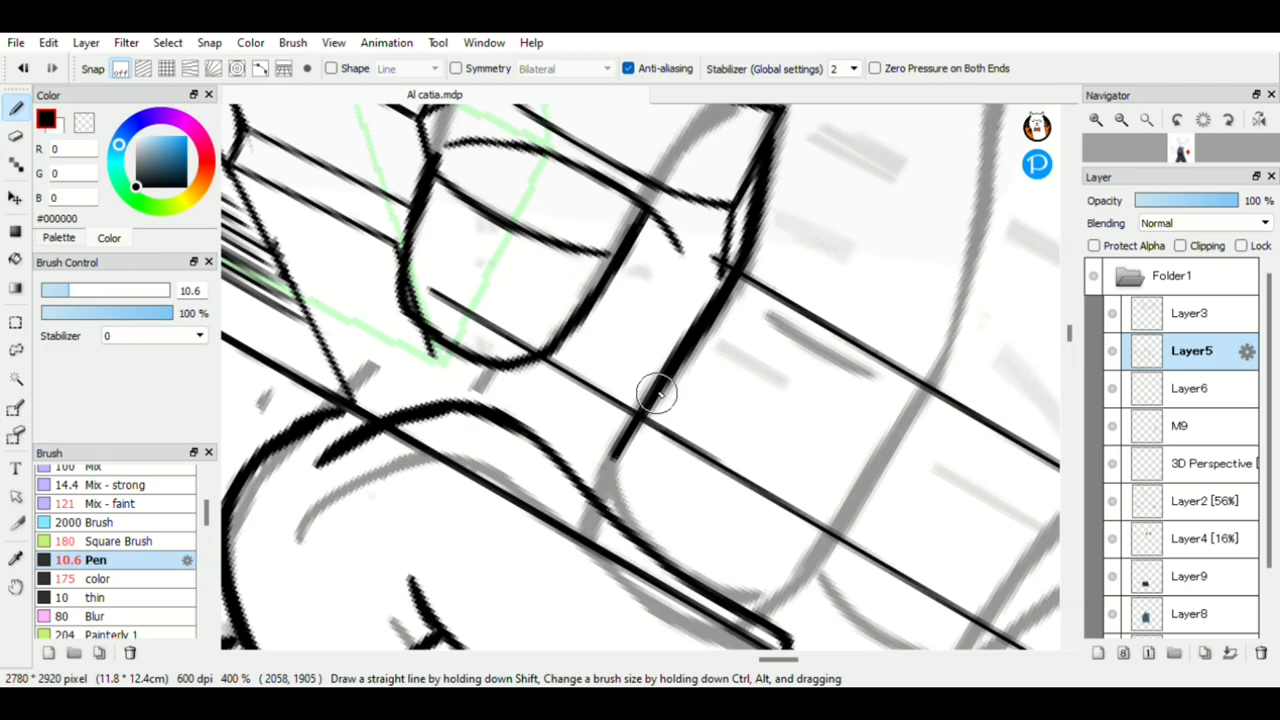 File Edit Layer Filter Select Snap Color Brush View Animation Tool Window Help
Snap off Shape Line Symmetry Bilateral Anti-aliasing Stabilizer (Global settings) 2 Zero Pressure on Both Ends
Color
R 0
G 0
B 0
#000000
Palette Color
Brush Control
10.6
100 %
Stabilizer 0
Brush
100 Mix
14.4 Mix - strong
121 Mix - faint
2000 Brush
180 Square Brush
10.6 Pen
175 color
10 thin
80 Blur
204 Painterly 1
Al catia.mdp
P
Navigator
Layer
Opacity 100 %
Blending Normal
Protect Alpha Clipping Lock
Folder1
Layer3
Layer5
Layer6
M9
3D Perspective [
Layer2 [56%]
Layer4 [16%]
Layer9
Layer8
2780 * 2920 pixel (11.8 * 12.4cm) 600 dpi 400 % ( 2058, 1905 ) Draw a straight line by holding down Shift, Change a brush size by holding down Ctrl, Alt, and dragging